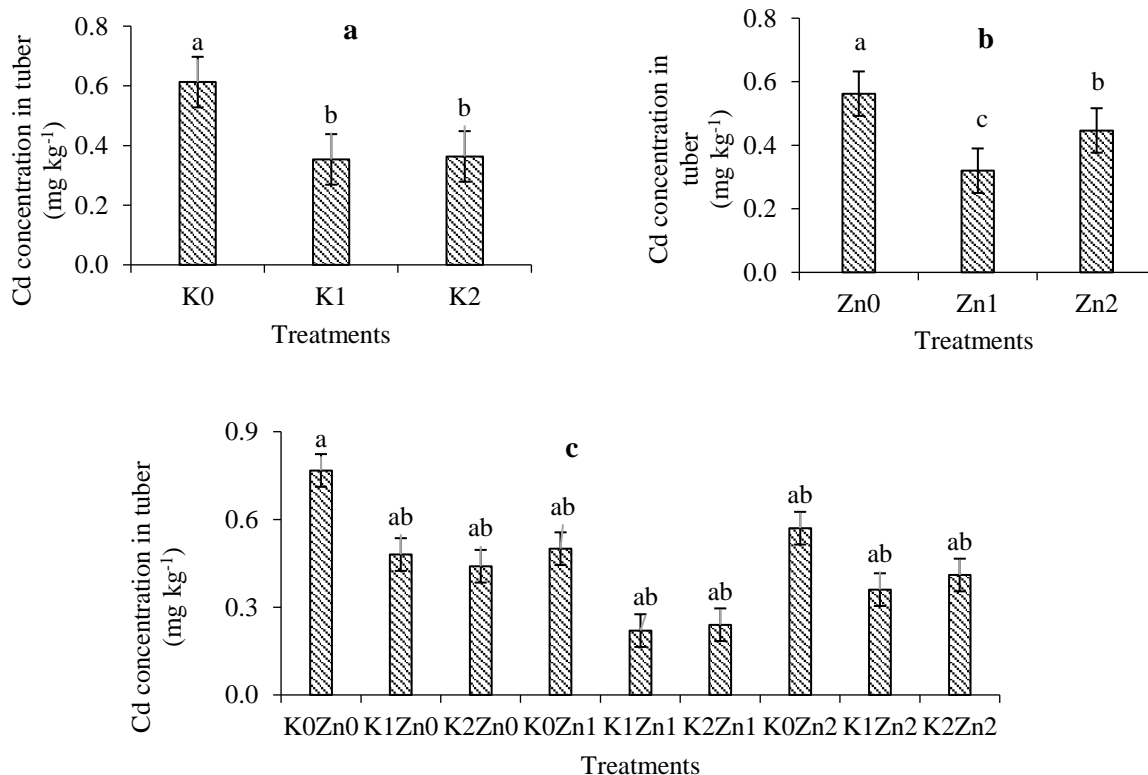 a
Cd concentration in tuber
(mg kg-1)
0.8
0.6
0.4
0.2
0.0
a
b
b
K0
K1
K2
Treatments
b
Cd concentration in
tuber
(mg kg-1)
0.8
0.6
0.4
0.2
0.0
a
c
b
Zn0
Zn1
Zn2
Treatments
c
Cd concentration in tuber
(mg kg-1)
0.9
0.6
0.3
0.0
a
ab
ab
ab
ab
ab
ab
ab
ab
K0Zn0 K1Zn0 K2Zn0 K0Zn1 K1Zn1 K2Zn1 K0Zn2 K1Zn2 K2Zn2
Treatments